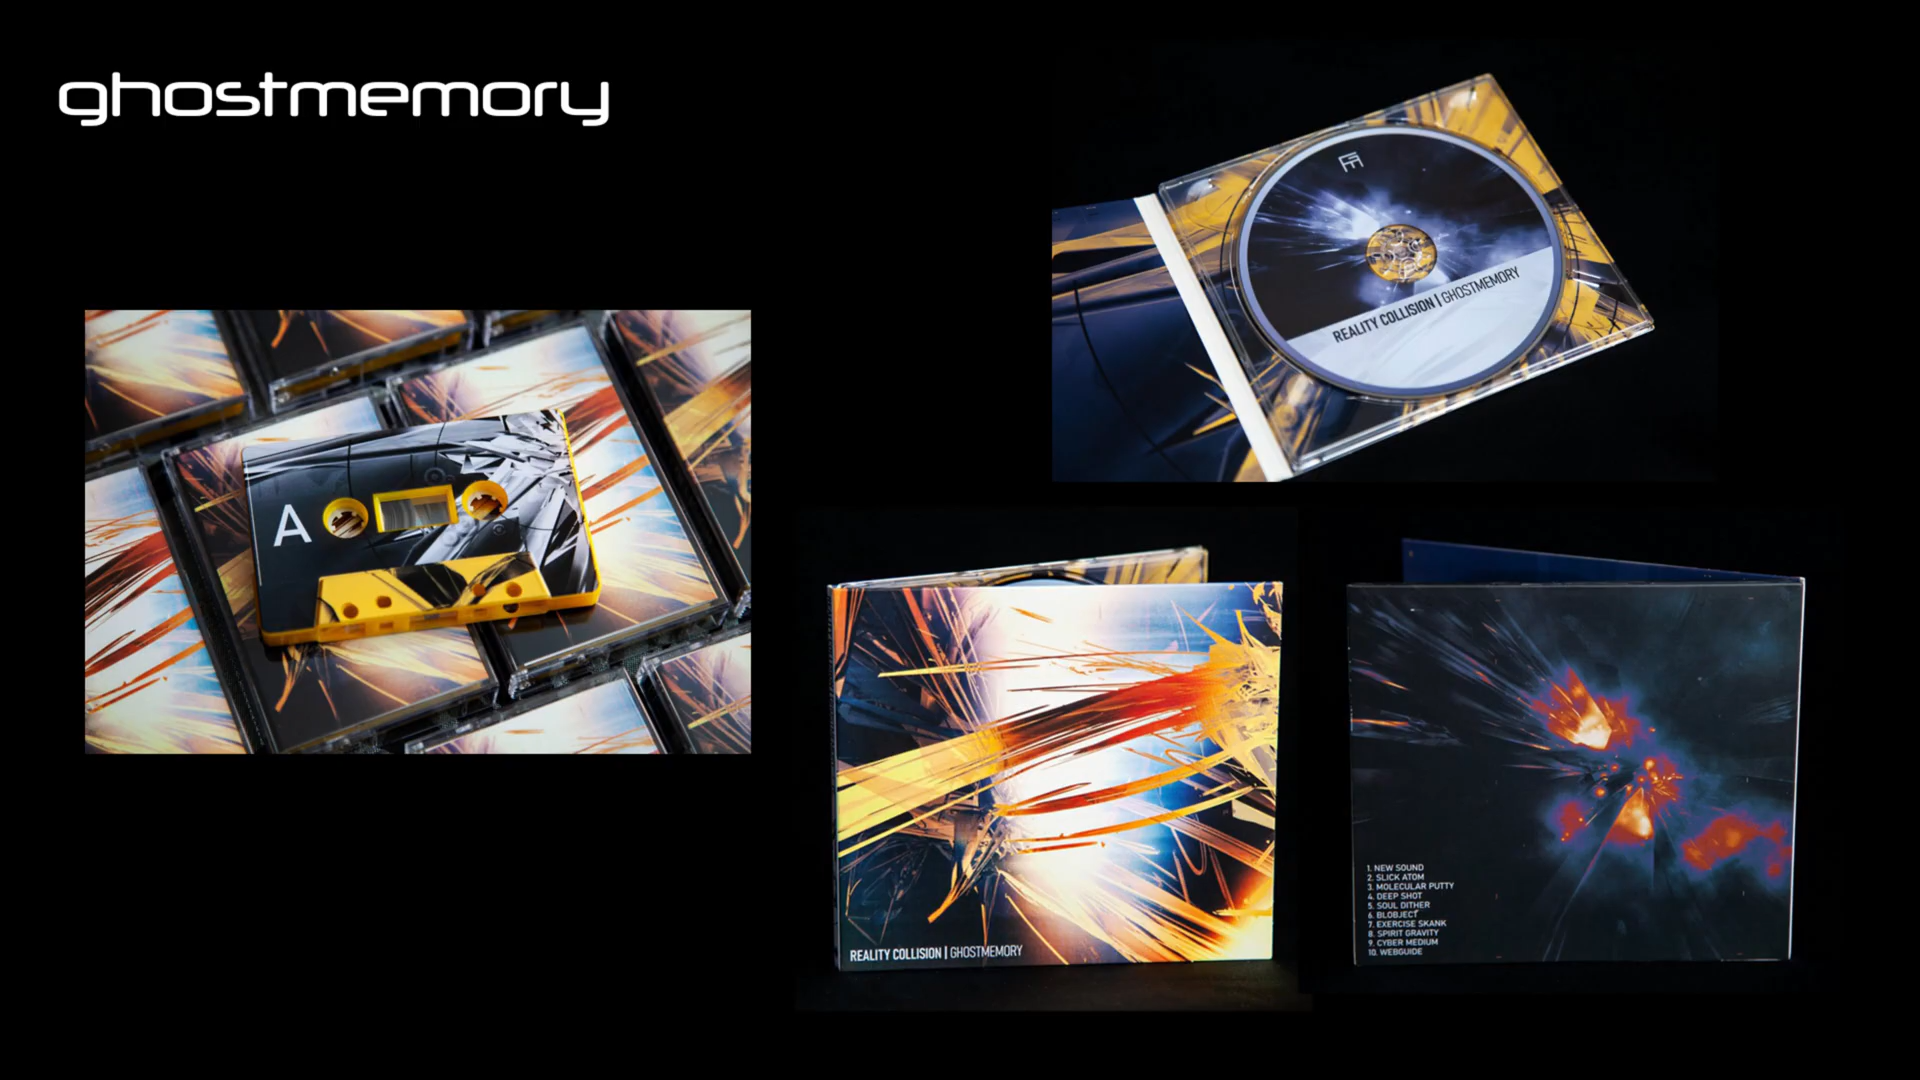 ghostmemory
REALITY COLLISION | GHOSTMEMORY
A
REALITY COLLISION | GHOSTMEMORY
1. NEW SOUND
2. SLICK ATOM
3. MOLECULAR PUTTY
4. DEEP SHOT
5. SOUL DITHER
6. BLOBJECT
7. EXERCISE SKANK
8. SPIRIT GRAVITY
9. CYBER MEDIUM
10. WEBGUIDE